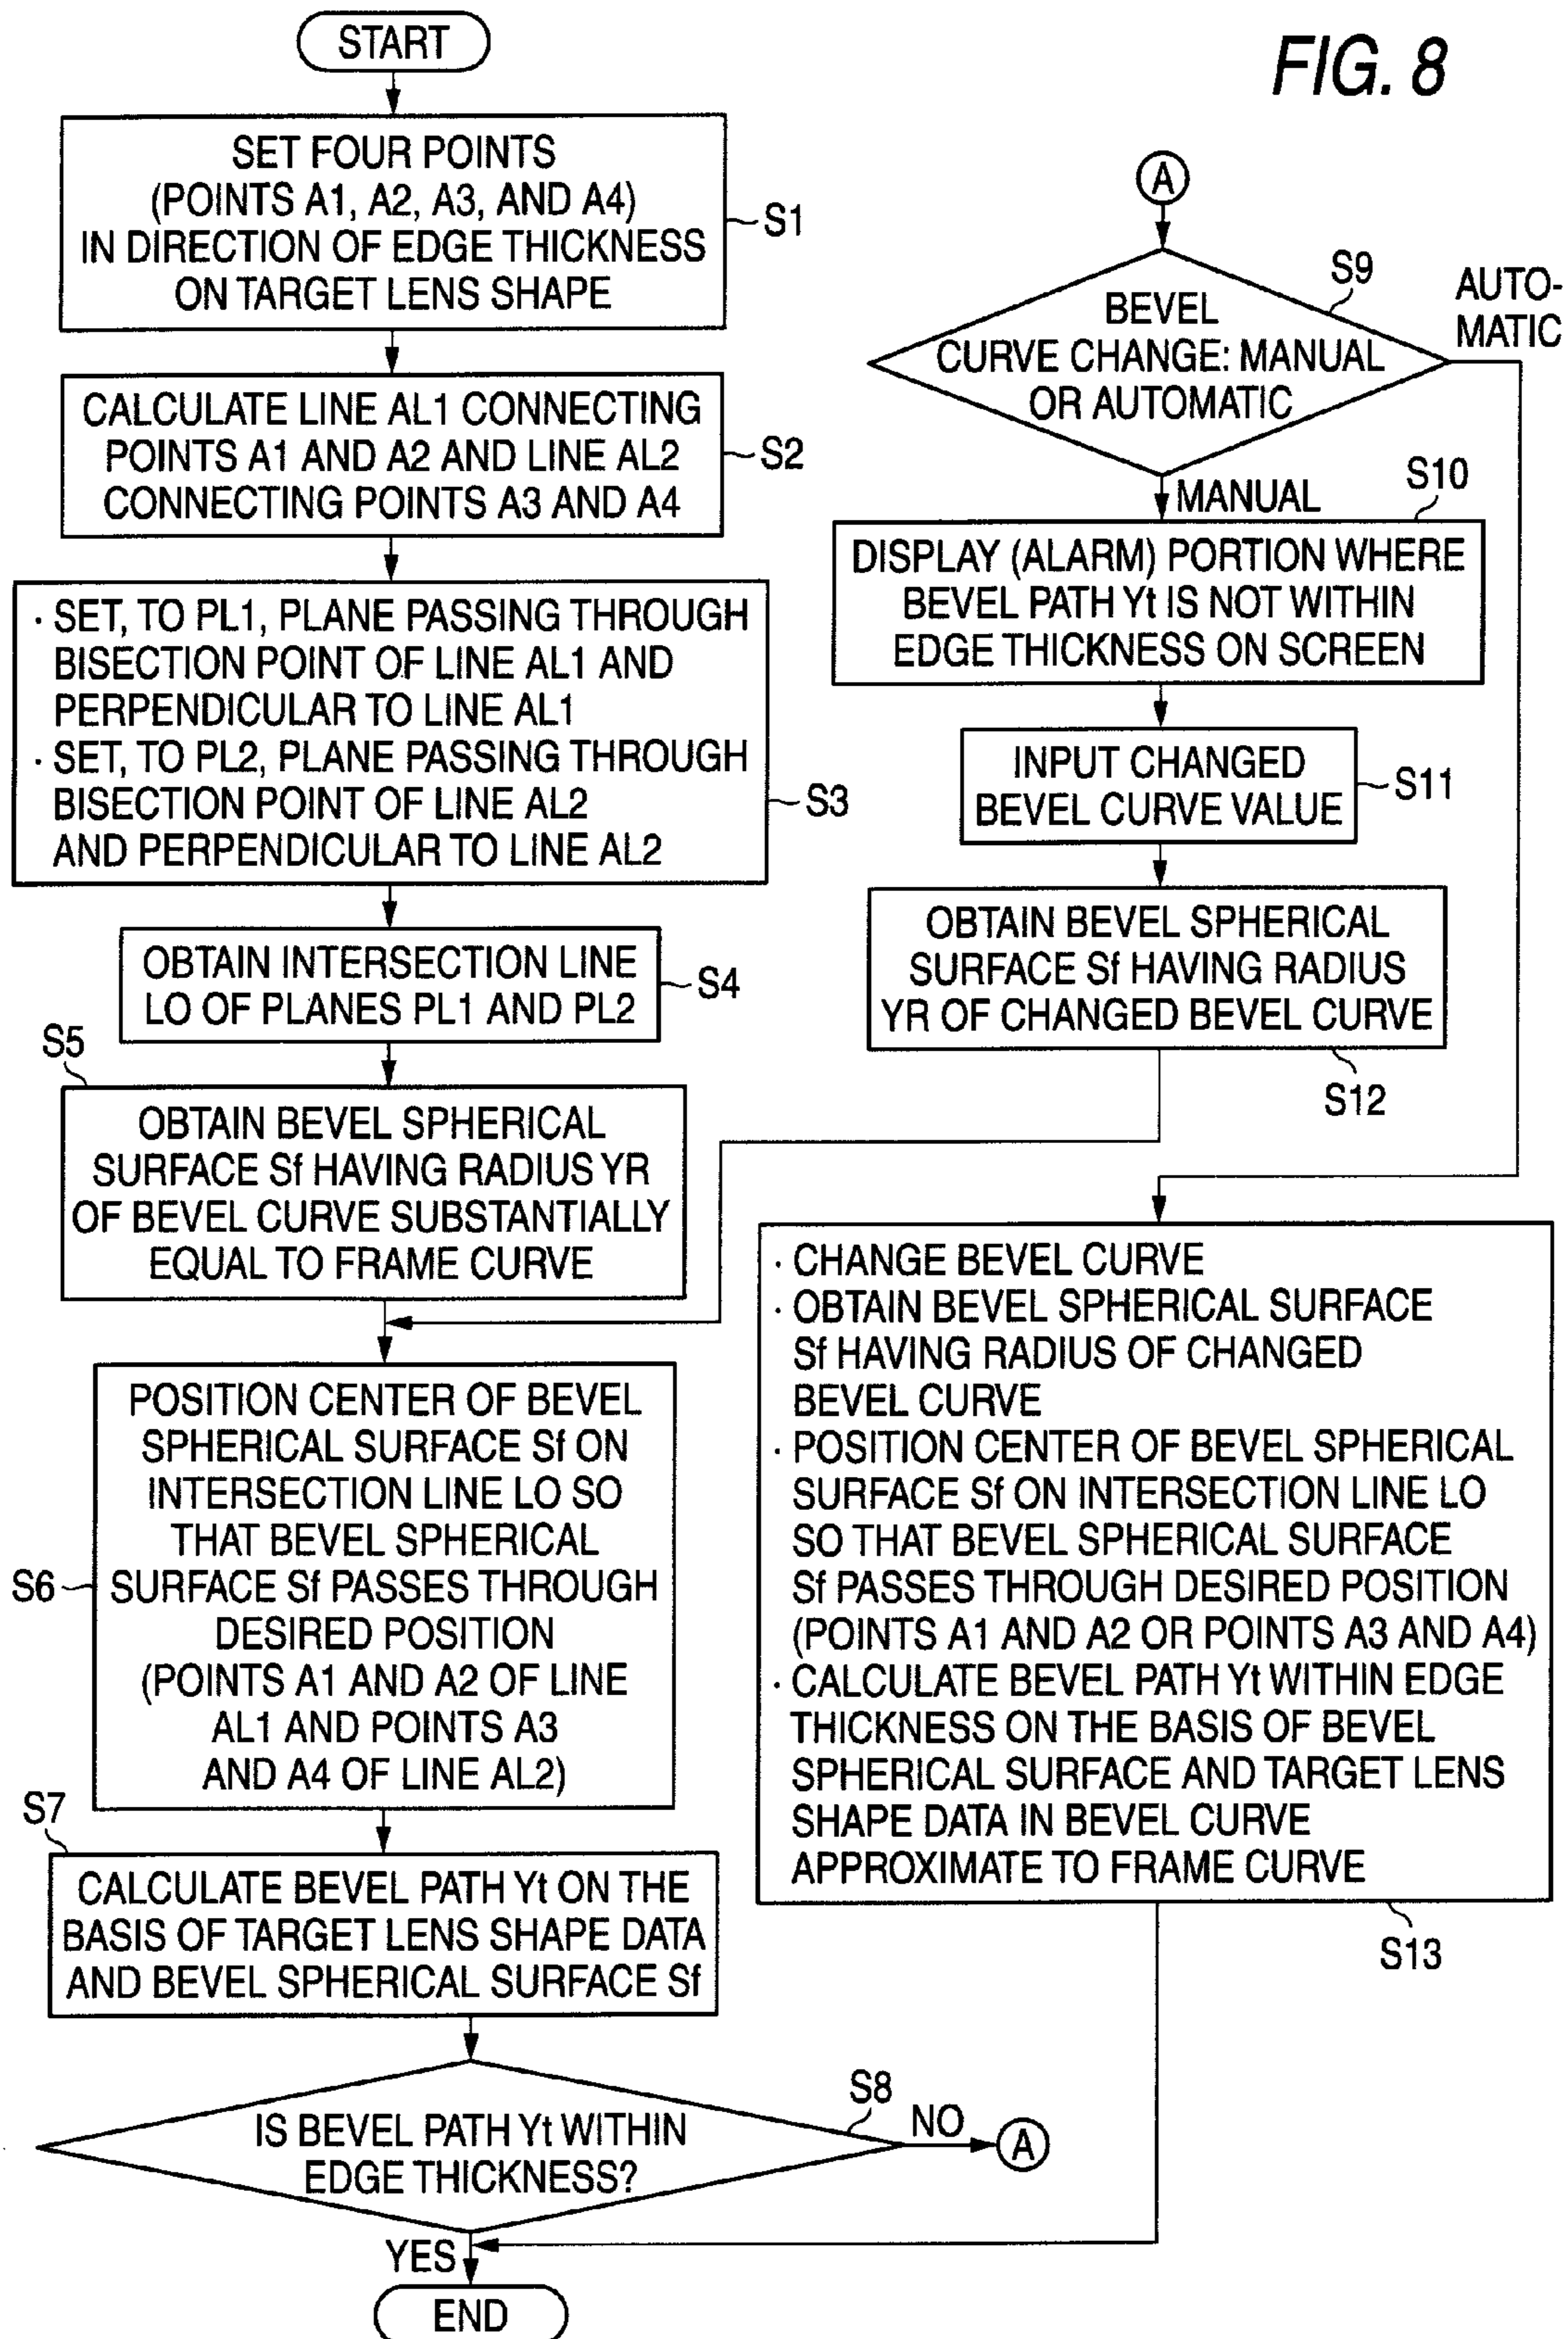 FIG. 8
START
SET FOUR POINTS
(POINTS A1, A2, A3, AND A4)
IN DIRECTION OF EDGE THICKNESS
ON TARGET LENS SHAPE
S1
CALCULATE LINE AL1 CONNECTING
POINTS A1 AND A2 AND LINE AL2
CONNECTING POINTS A3 AND A4
S2
· SET, TO PL1, PLANE PASSING THROUGH
BISECTION POINT OF LINE AL1 AND
PERPENDICULAR TO LINE AL1
· SET, TO PL2, PLANE PASSING THROUGH
BISECTION POINT OF LINE AL2
AND PERPENDICULAR TO LINE AL2
S3
OBTAIN INTERSECTION LINE
LO OF PLANES PL1 AND PL2
S4
S5
OBTAIN BEVEL SPHERICAL
SURFACE Sf HAVING RADIUS YR
OF BEVEL CURVE SUBSTANTIALLY
EQUAL TO FRAME CURVE
POSITION CENTER OF BEVEL
SPHERICAL SURFACE Sf ON
INTERSECTION LINE LO SO
THAT BEVEL SPHERICAL
SURFACE Sf PASSES THROUGH
DESIRED POSITION
(POINTS A1 AND A2 OF LINE
AL1 AND POINTS A3
AND A4 OF LINE AL2)
S6
S7
CALCULATE BEVEL PATH Yt ON THE
BASIS OF TARGET LENS SHAPE DATA
AND BEVEL SPHERICAL SURFACE Sf
S8
IS BEVEL PATH Yt WITHIN
EDGE THICKNESS?
NO
A
YES
END
A
S9
BEVEL
CURVE CHANGE: MANUAL
OR AUTOMATIC
AUTO-
MATIC
MANUAL
S10
DISPLAY (ALARM) PORTION WHERE
BEVEL PATH Yt IS NOT WITHIN
EDGE THICKNESS ON SCREEN
INPUT CHANGED
BEVEL CURVE VALUE
S11
OBTAIN BEVEL SPHERICAL
SURFACE Sf HAVING RADIUS
YR OF CHANGED BEVEL CURVE
S12
· CHANGE BEVEL CURVE
· OBTAIN BEVEL SPHERICAL SURFACE
Sf HAVING RADIUS OF CHANGED
BEVEL CURVE
· POSITION CENTER OF BEVEL SPHERICAL
SURFACE Sf ON INTERSECTION LINE LO
SO THAT BEVEL SPHERICAL SURFACE
Sf PASSES THROUGH DESIRED POSITION
(POINTS A1 AND A2 OR POINTS A3 AND A4)
· CALCULATE BEVEL PATH Yt WITHIN EDGE
THICKNESS ON THE BASIS OF BEVEL
SPHERICAL SURFACE AND TARGET LENS
SHAPE DATA IN BEVEL CURVE
APPROXIMATE TO FRAME CURVE
S13